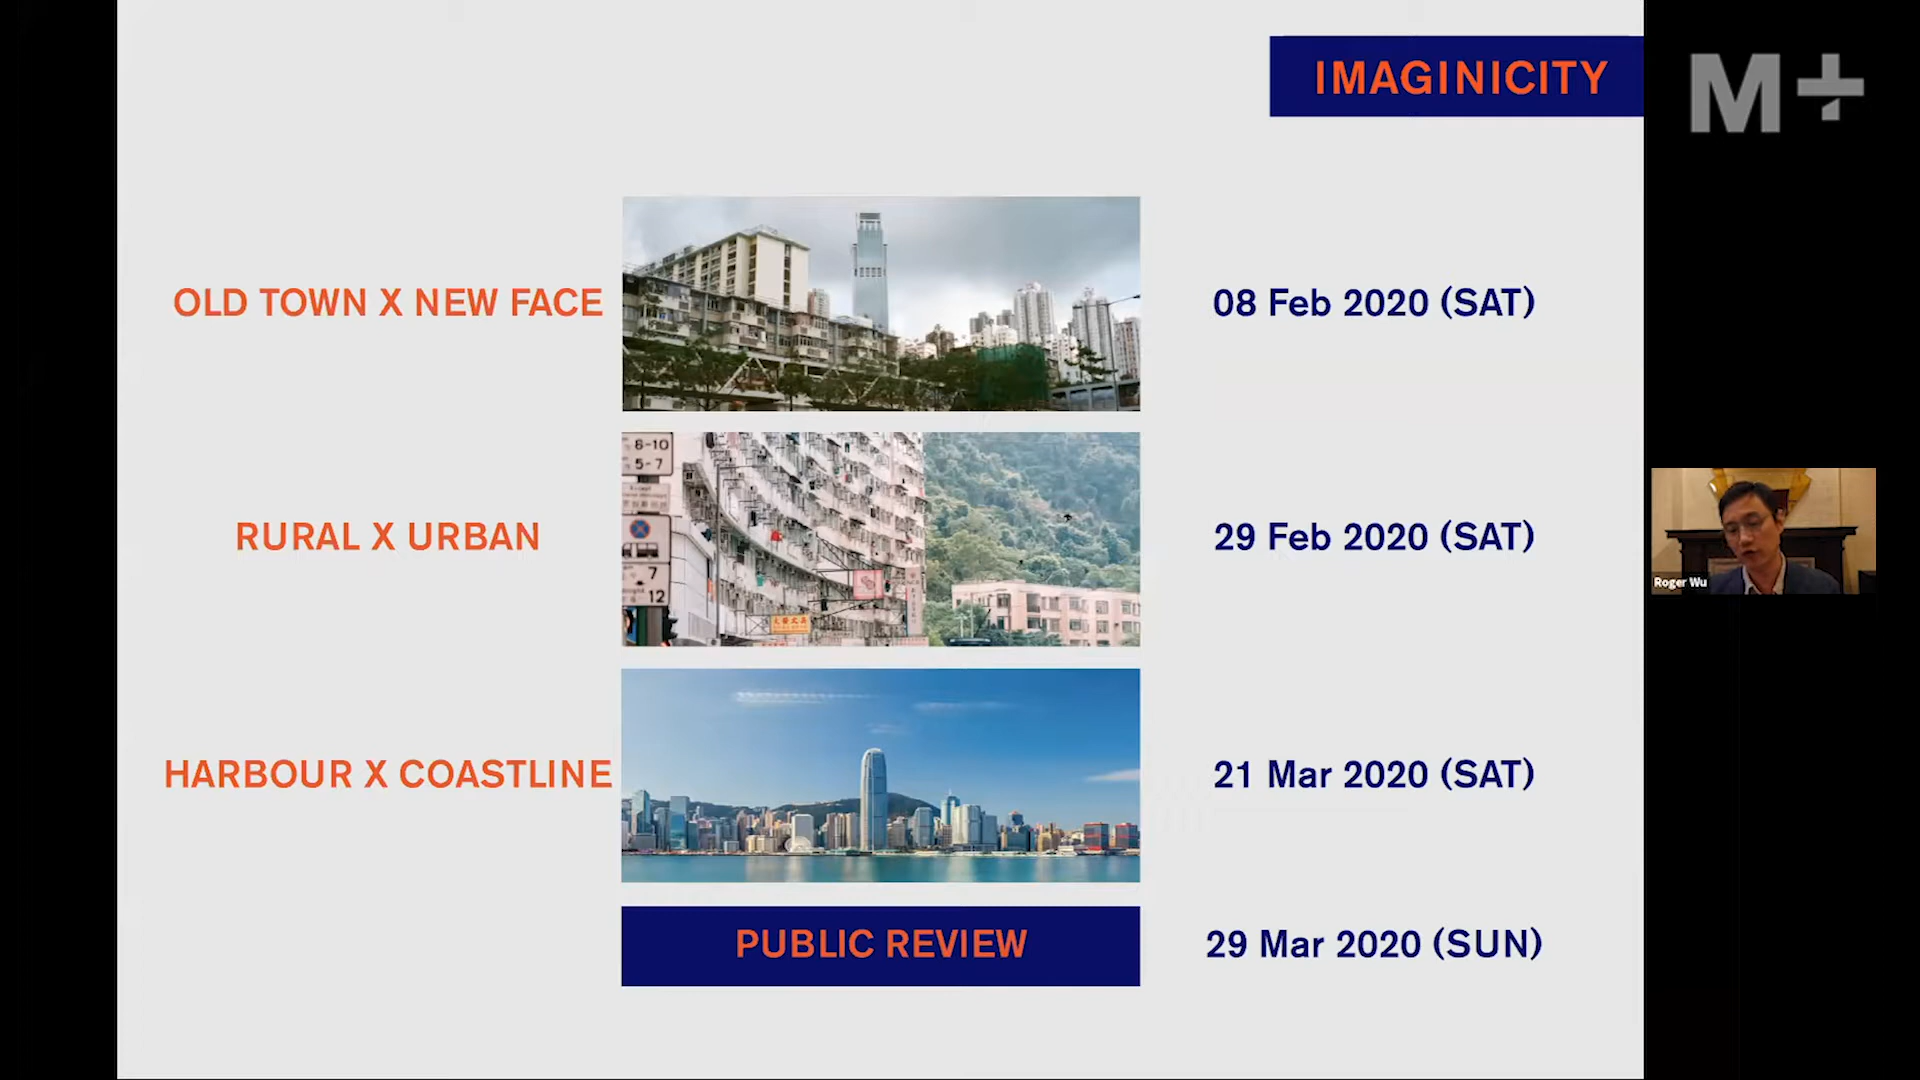 IMAGINICITY
M+
OLD TOWN X NEW FACE
08 Feb 2020 (SAT)
6-10
5-7
RURAL X URBAN
29 Feb 2020 (SAT)
7
12
Roger Wu
HARBOUR X COASTLINE
21 Mar 2020 (SAT)
PUBLIC REVIEW
29 Mar 2020 (SUN)